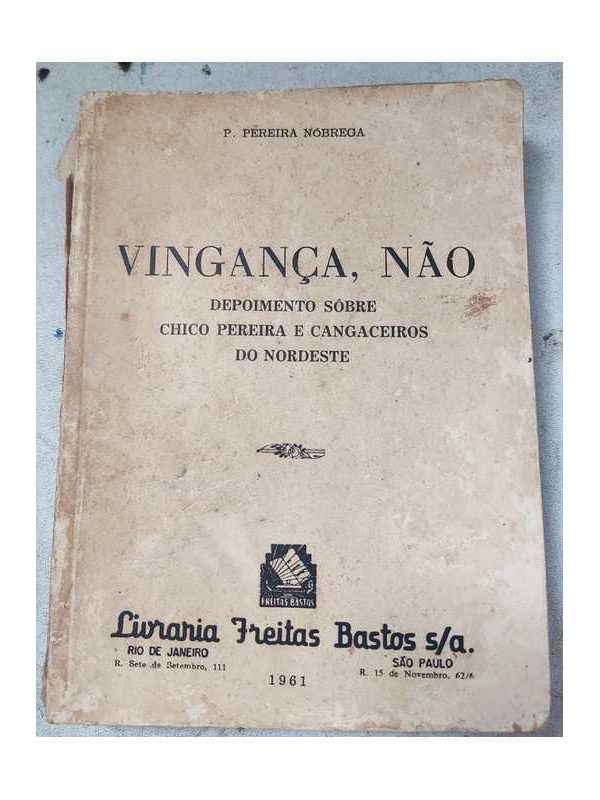 P. PEREIRA NÓBREGA
VINGANÇA, NÃO
DEPOIMENTO SÔBRE
CHICO PEREIRA E CANGACEIROS
DO NORDESTE
FREITAS BASTOS
Livraria Freitas Bastos s/a.
RIO DE JANEIRO
R. Sete de Setembro, 111
SÃO PAULO
R. 15 de Novembro, 62/6
1961